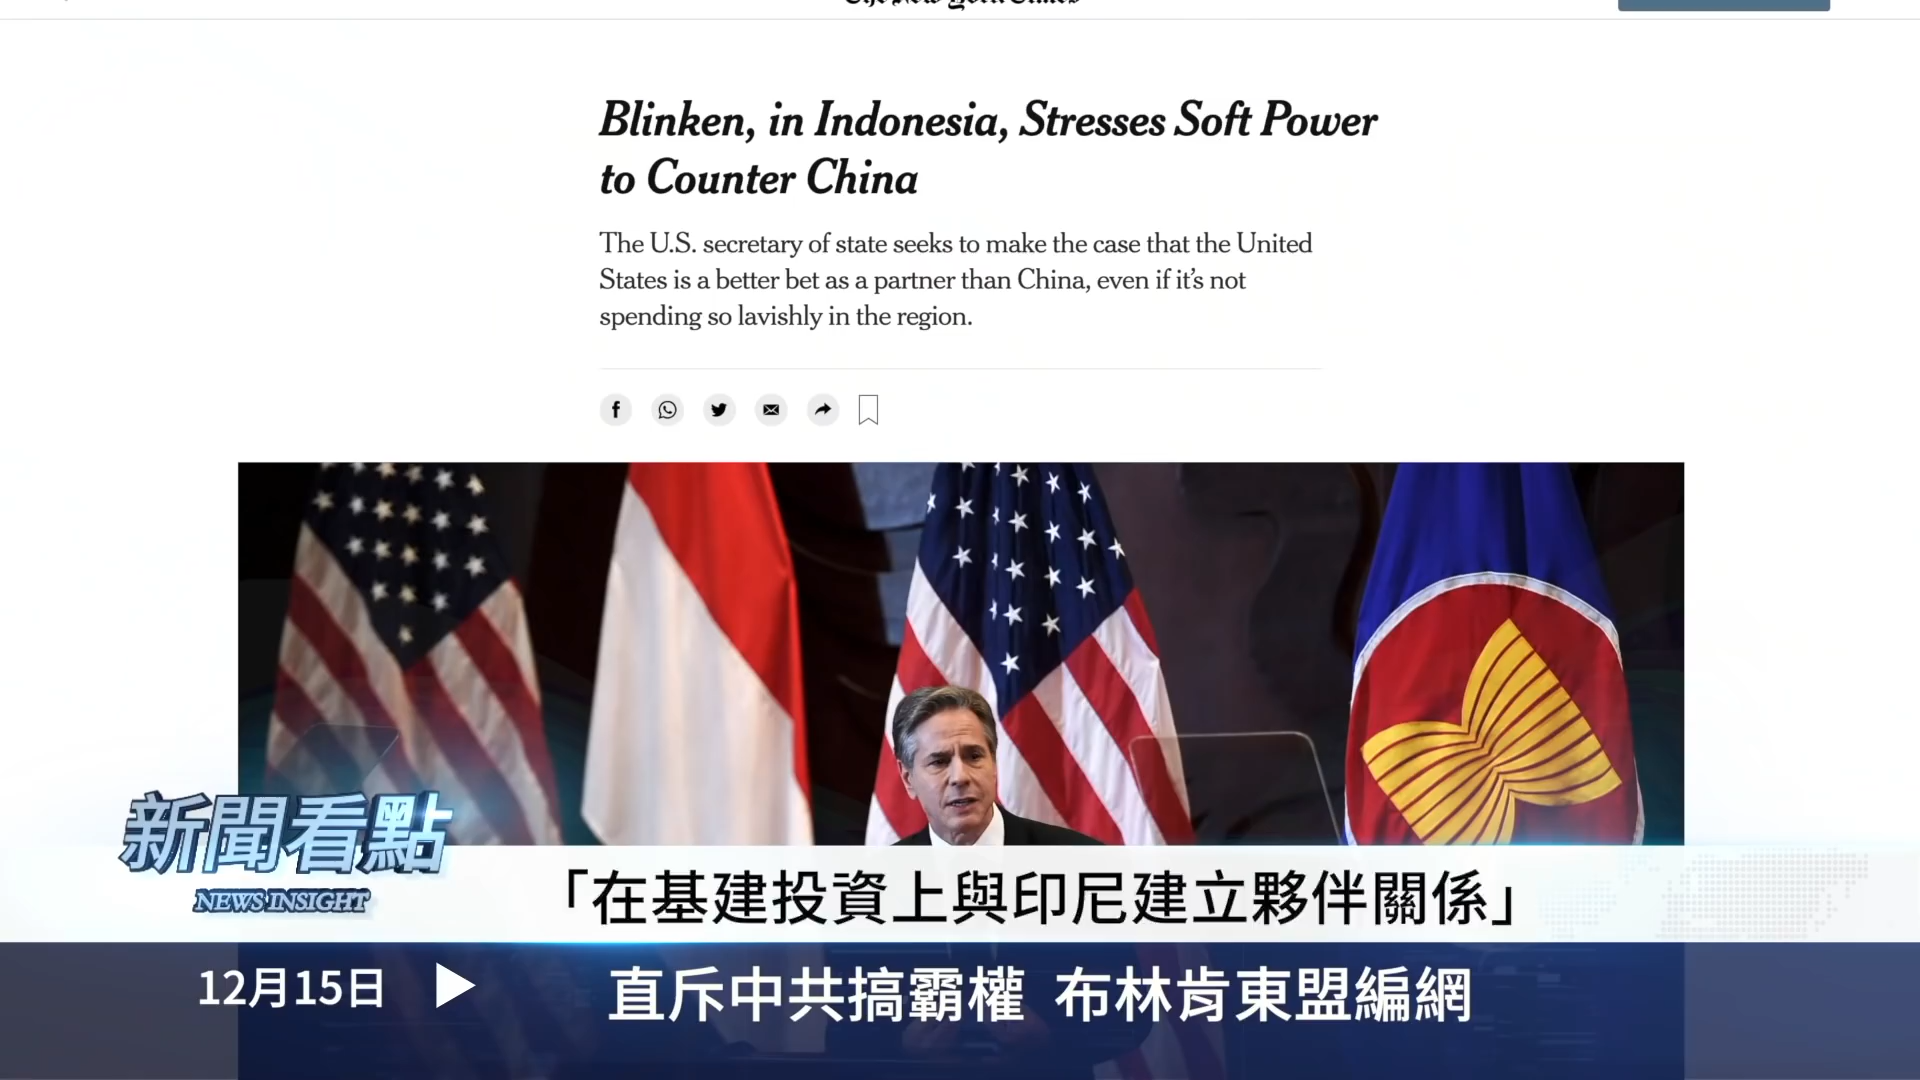 The New York Times
Blinken, in Indonesia, Stresses Soft Power
to Counter China
The U.S. secretary of state seeks to make the case that the United
States is a better bet as a partner than China, even if it's not
spending so lavishly in the region.
新聞看點
NEWS INSIGHT
「在基建投資上與印尼建立夥伴關係」
12月15日
直斥中共搞霸權 布林肯東盟編網